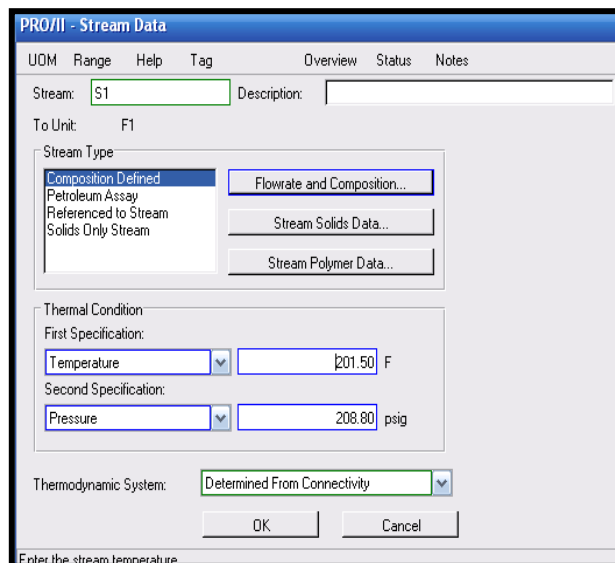 PRO/II - Stream Data
UOM Range Help Tag Overview Status Notes
Stream: S1 Description:
To Unit: F1
Stream Type
Composition Defined
Petroleum Assay
Referenced to Stream
Solids Only Stream
Flowrate and Composition...
Stream Solids Data...
Stream Polymer Data...
Thermal Condition
First Specification:
Temperature 201.50 F
Second Specification:
Pressure 208.80 psig
Thermodynamic System: Determined From Connectivity
OK Cancel
Enter the stream temperature